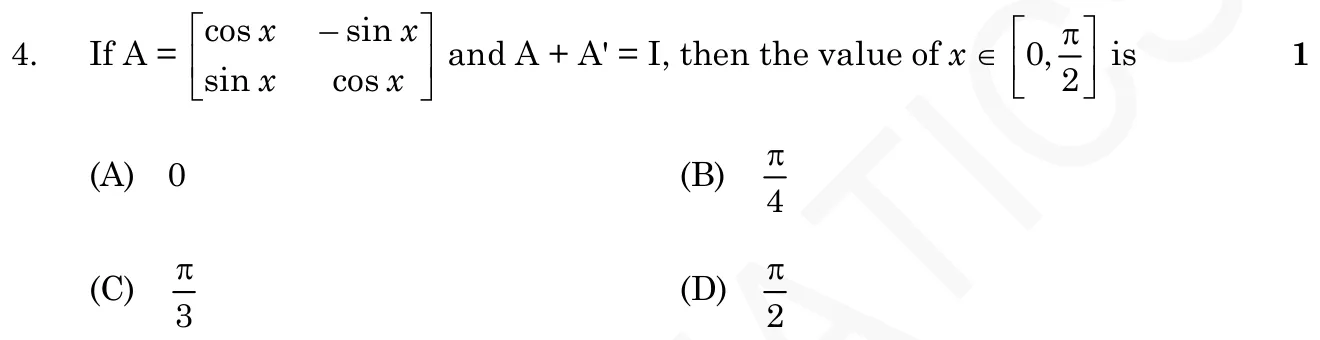 4. If A = [cos x − sin x sin x cos x] and A + A' = I, then the value of x ∈ [0, π/2] is 1
(A) 0 (B) π/4
(C) π/3 (D) π/2